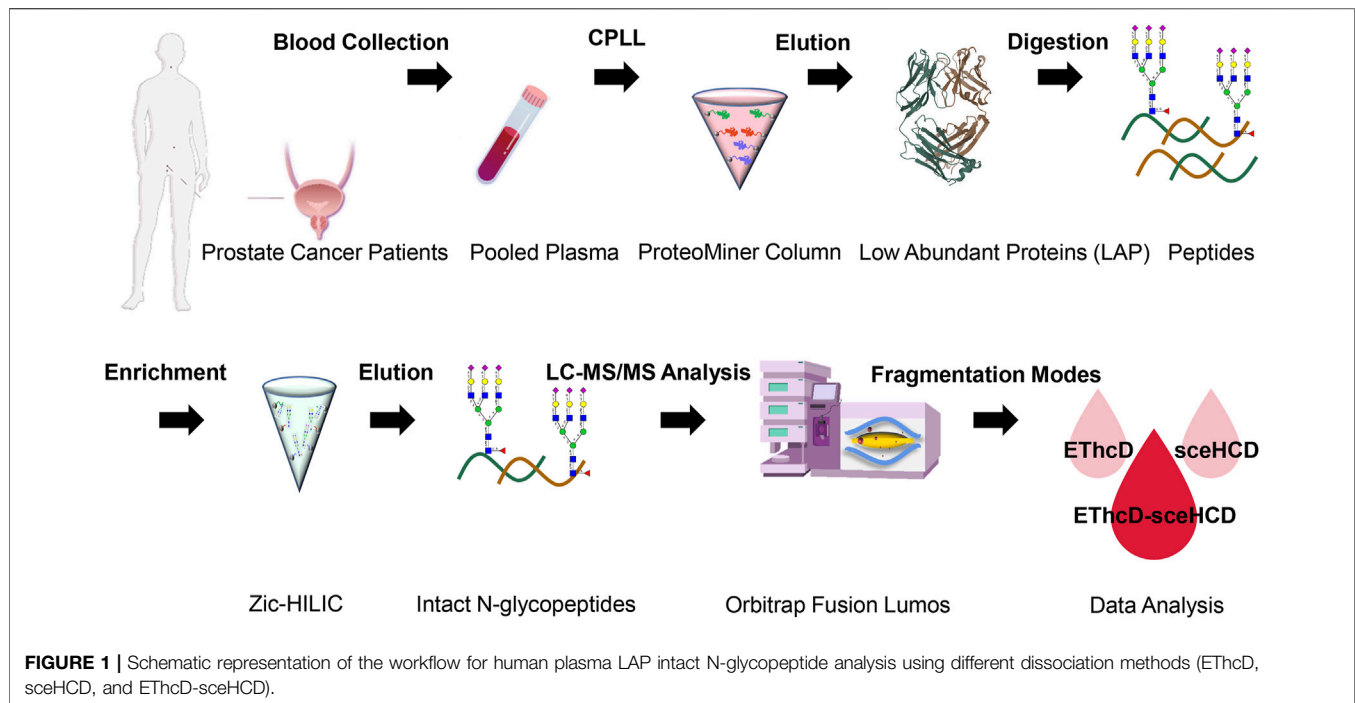 Blood Collection
CPLL
Elution
Digestion
Prostate Cancer Patients
Pooled Plasma
ProteoMiner Column
Low Abundant Proteins (LAP)
Peptides
Enrichment
Elution
LC-MS/MS Analysis
Fragmentation Modes
EThcD
sceHCD
EThcD-sceHCD
Zic-HILIC
Intact N-glycopeptides
Orbitrap Fusion Lumos
Data Analysis
FIGURE 1 | Schematic representation of the workflow for human plasma LAP intact N-glycopeptide analysis using different dissociation methods (EThcD,
sceHCD, and EThcD-sceHCD).